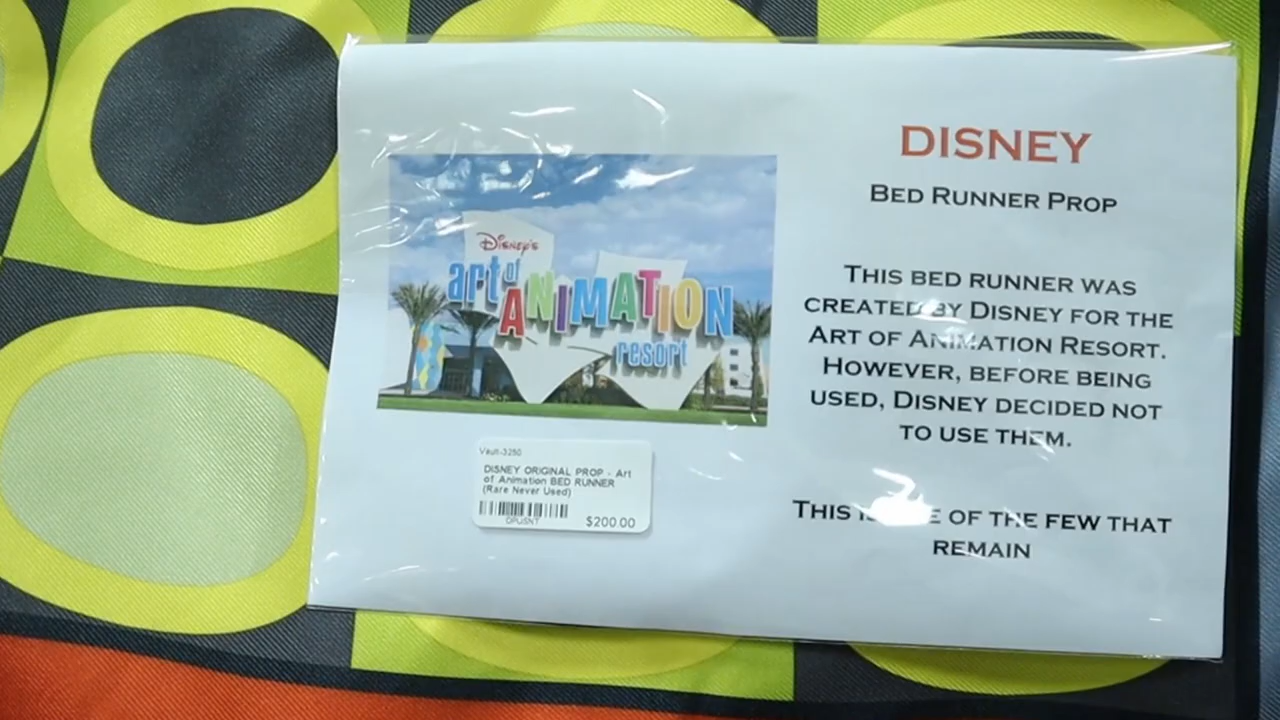 DISNEY
BED RUNNER PROP
THIS BED RUNNER WAS
CREATED BY DISNEY FOR THE
ART OF ANIMATION RESORT.
HOWEVER, BEFORE BEING
USED, DISNEY DECIDED NOT
TO USE THEM.
THIS OF THE FEW THAT
REMAIN
DISNEY'S
art of
ANIMATION
resort
Vault-3250
DISNEY ORIGINAL PROP - Art
of Animation BED RUNNER
(Rare Never Used)
$200.00